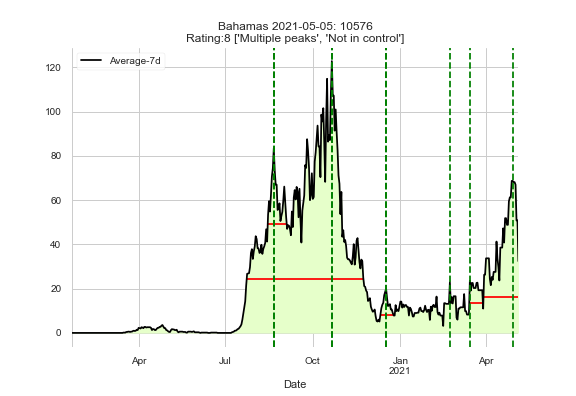 Bahamas 2021-05-05: 10576
Rating:8 ['Multiple peaks', 'Not in control']
Average-7d
120
100
80
60
40
20
0
Apr Jul Oct Jan Apr
2021
Date